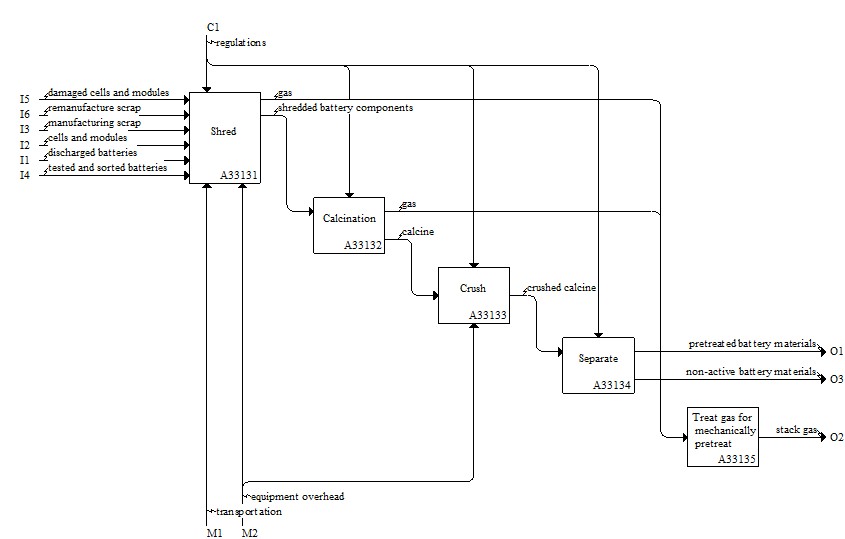 C1
regulations
I5 damaged cells and modules
I6 remanufacture scrap
I3 manufacturing scrap
I2 cells and modules
I1 discharged batteries
I4 tested and sorted batteries
Shred
A33131
gas
shredded battery components
Calcination
A33132
gas
calcine
Crush
A33133
crushed calcine
Separate
A33134
pretreated battery materials O1
non-active battery materials O3
Treat gas for
mechanically
pretreat
A33135
stack gas O2
equipment overhead
transportation
M1 M2